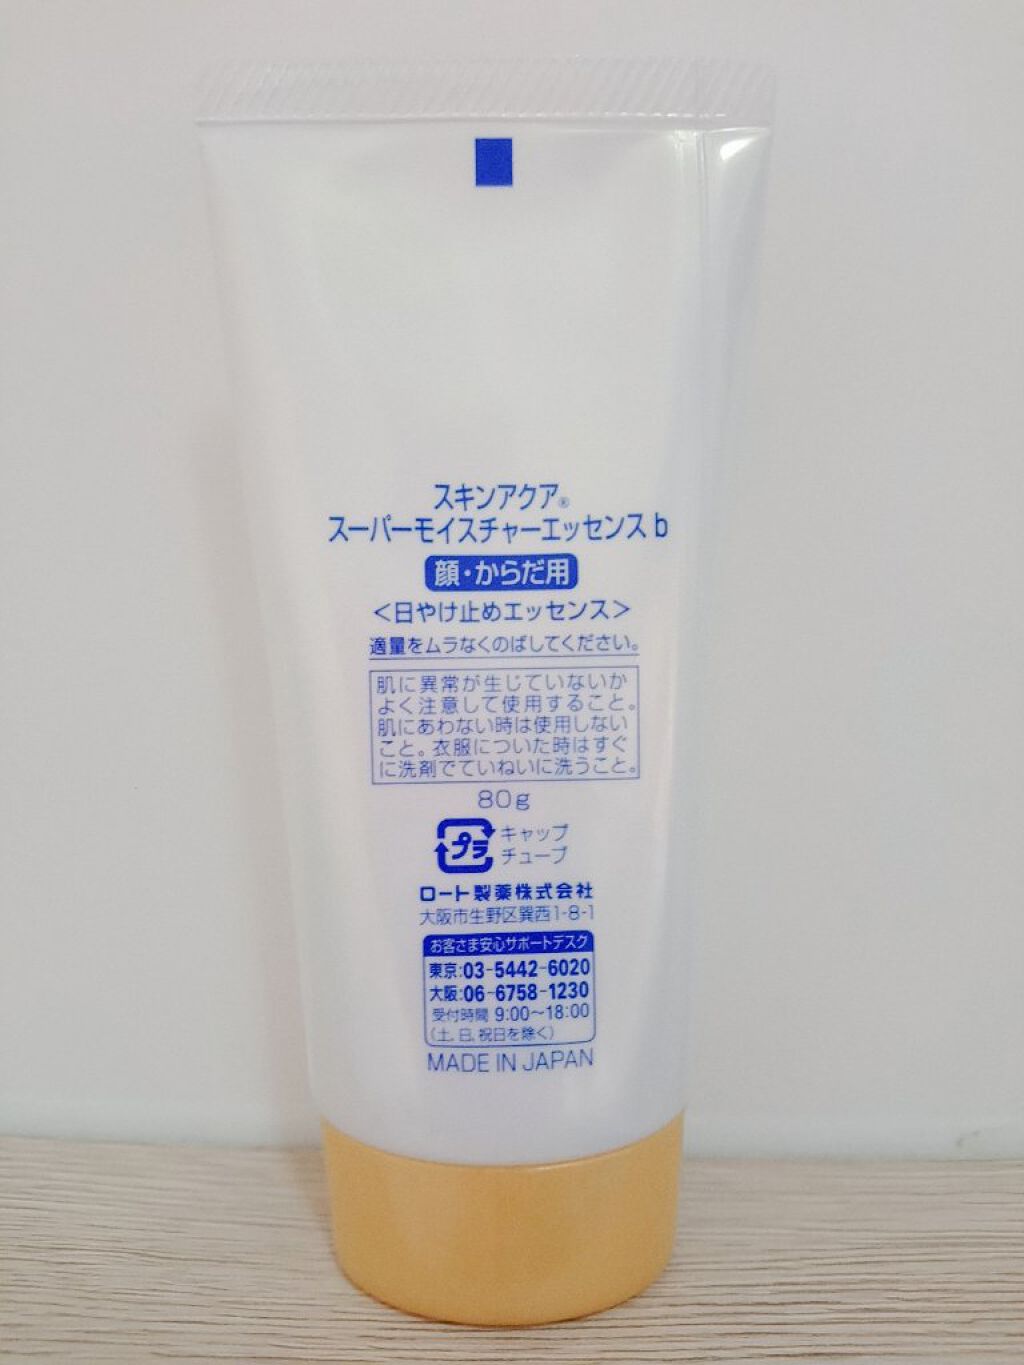 スキンアクア®
スーパーモイスチャーエッセンスb
顔・からだ用
＜日やけ止めエッセンス＞
適量をムラなくのばしてください。
肌に異常が生じていないか
よく注意して使用すること。
肌にあわない時は使用しない
こと。衣服についた時はすぐ
に洗剤でていねいに洗うこと。
80g
プラ キャップ
チューブ
ロート製薬株式会社
大阪市生野区巽西1-8-1
お客さま安心サポートデスク
東京:03-5442-6020
大阪:06-6758-1230
受付時間 9:00〜18:00
(土、日、祝日を除く)
MADE IN JAPAN